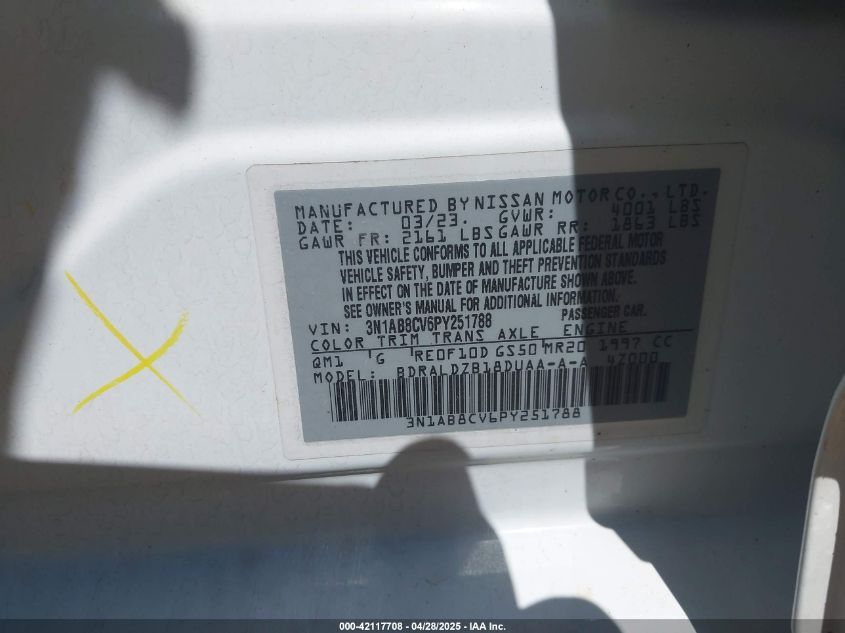 MANUFACTURED BY NISSAN MOTOR CO., LTD.
DATE: 03/23. GVWR: 4001 LBS
GAWR FR: 2161 LBS GAWR RR: 1863 LBS
THIS VEHICLE CONFORMS TO ALL APPLICABLE FEDERAL MOTOR
VEHICLE SAFETY, BUMPER AND THEFT PREVENTION STANDARDS
IN EFFECT ON THE DATE OF MANUFACTURE SHOWN ABOVE.
SEE OWNER'S MANUAL FOR ADDITIONAL INFORMATION.
VIN: 3N1AB8CV6PY251788 PASSENGER CAR.
COLOR TRIM TRANS AXLE ENGINE
QM1 G RE0F10D GS50 MR20 1997 CC
MODEL: BDRALDZB18DUAA-A-A 4Z000
3N1AB8CV6PY251788
000-42117708 - 04/28/2025 - IAA Inc.